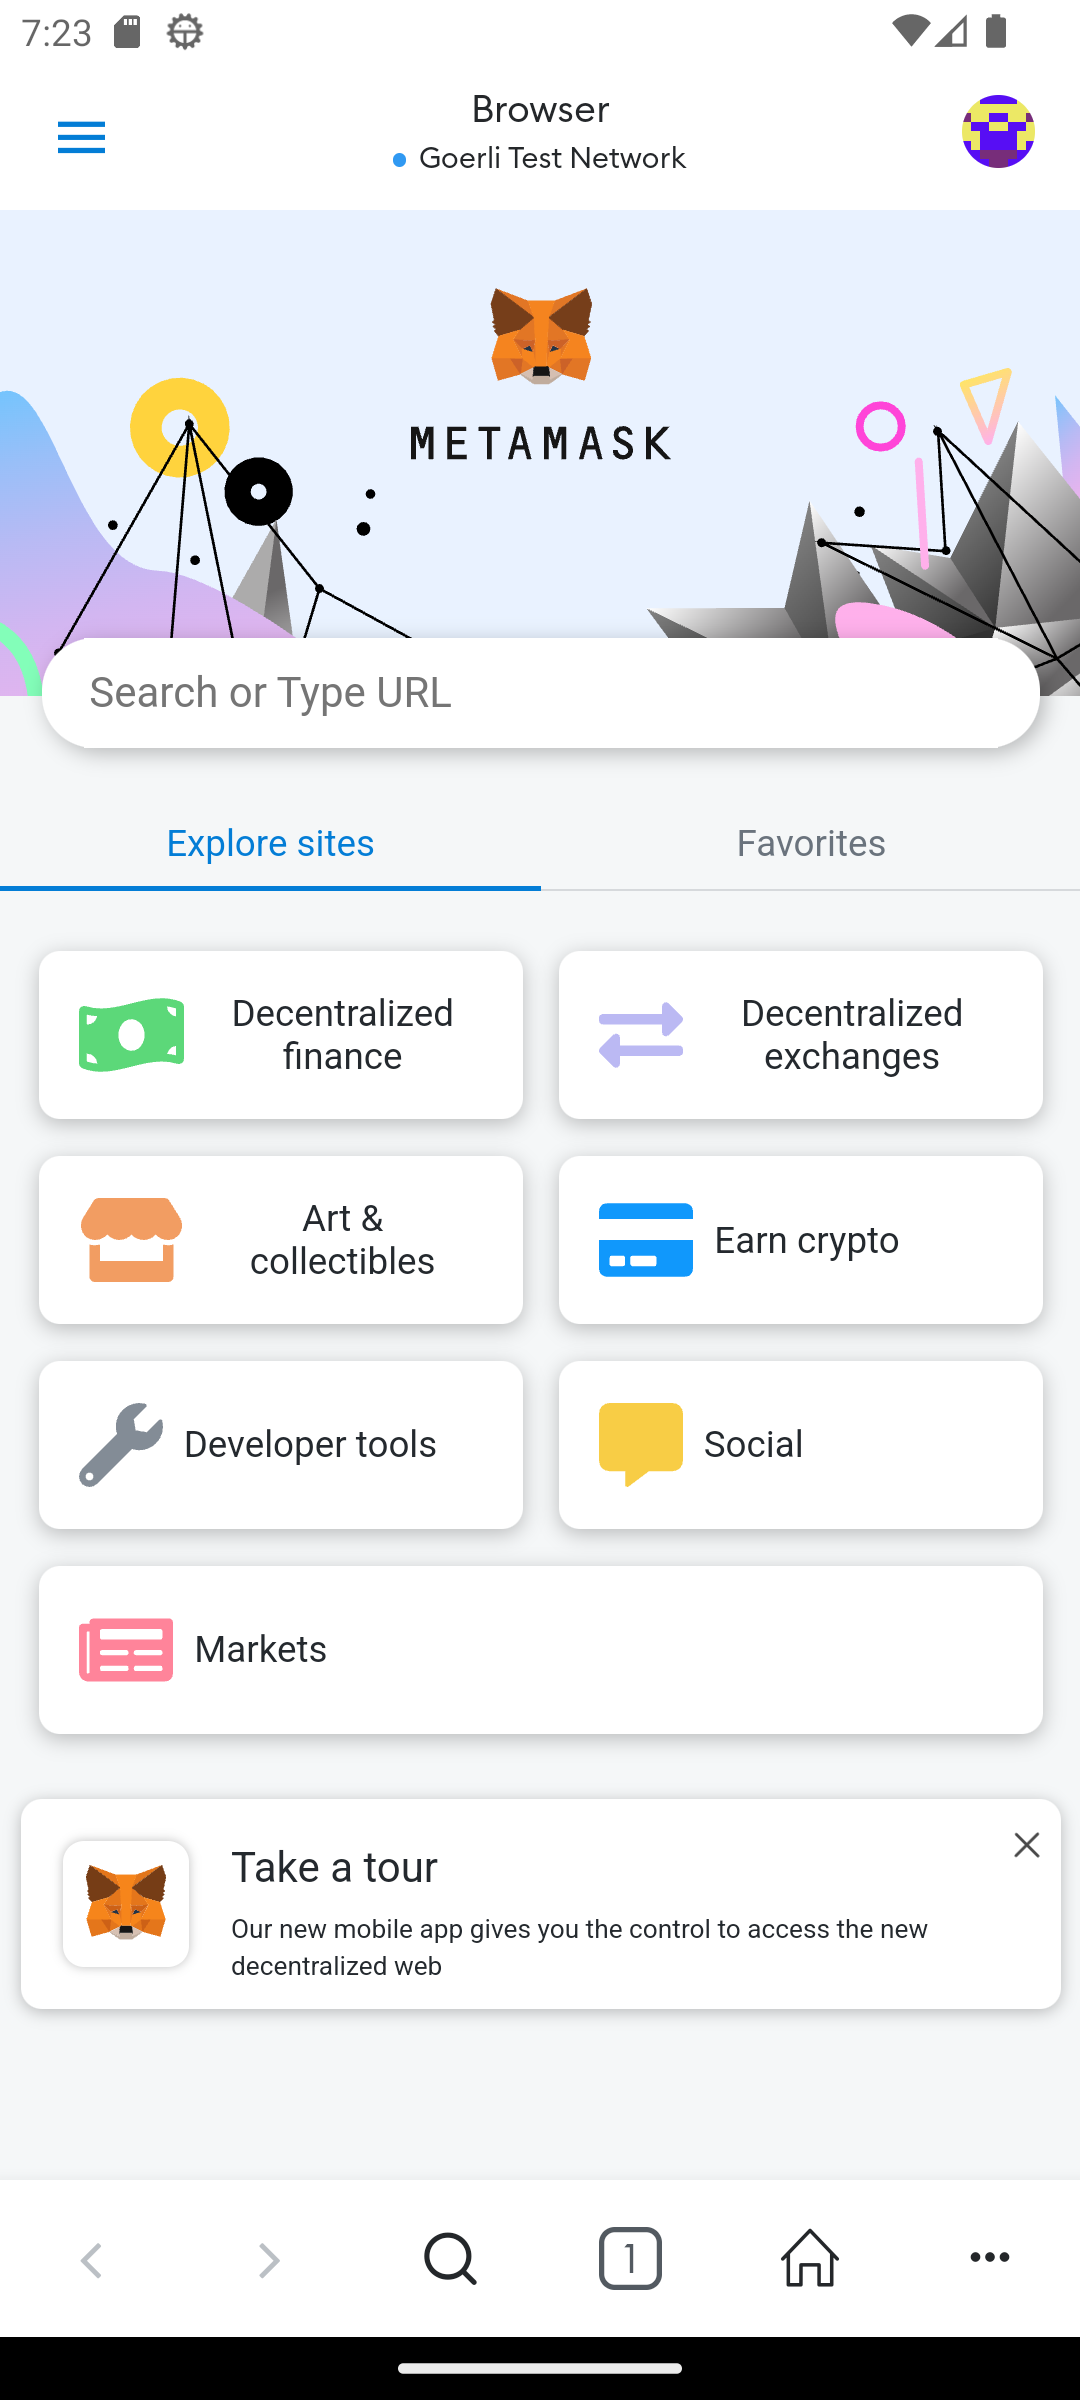 7:23
Browser
Goerli Test Network
METAMASK
Search or Type URL
Explore sites
Favorites
Decentralized
finance
Decentralized
exchanges
Art &
collectibles
Earn crypto
Developer tools
Social
Markets
Take a tour
Our new mobile app gives you the control to access the new
decentralized web
1